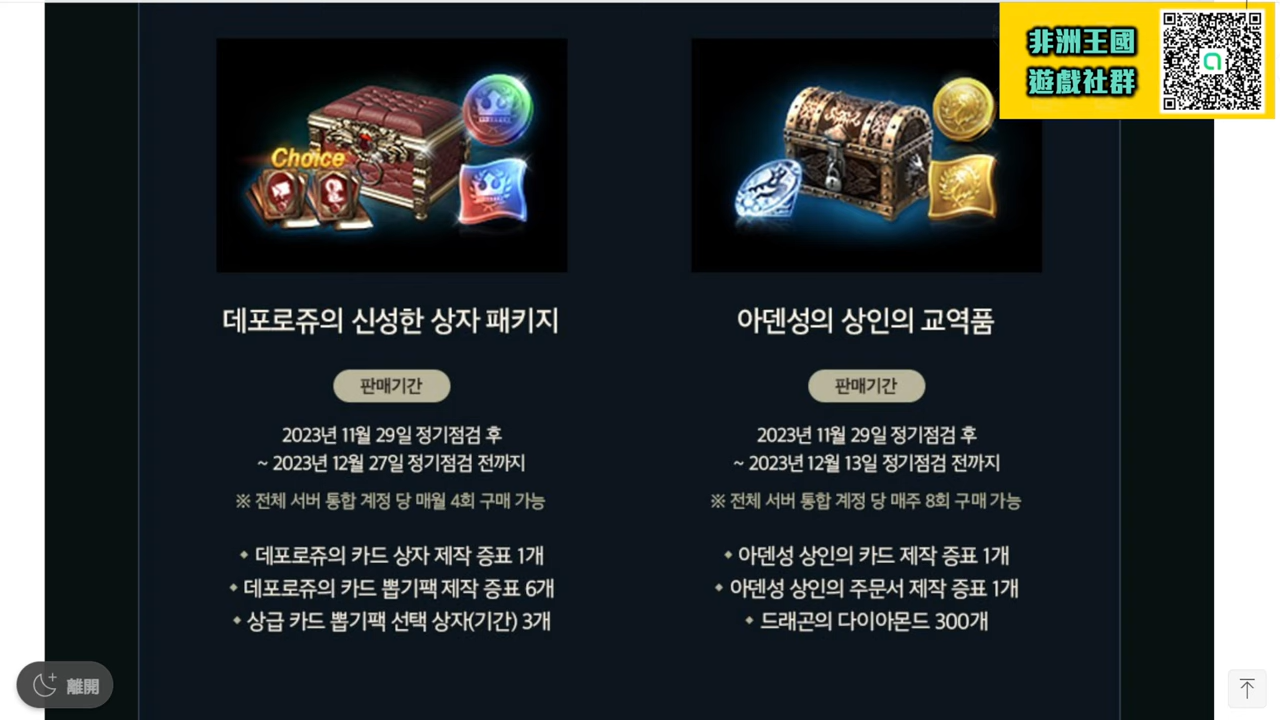 非洲王國
遊戲社群
Choice
데포로쥬의 신성한 상자 패키지
판매기간
2023년 11월 29일 정기점검 후
~ 2023년 12월 27일 정기점검 전까지
※ 전체 서버 통합 계정 당 매월 4회 구매 가능
◆ 데포로쥬의 카드 상자 제작 증표 1개
◆ 데포로쥬의 카드 뽑기팩 제작 증표 6개
◆ 상급 카드 뽑기팩 선택 상자(기간) 3개
아덴성의 상인의 교역품
판매기간
2023년 11월 29일 정기점검 후
~ 2023년 12월 13일 정기점검 전까지
※ 전체 서버 통합 계정 당 매주 8회 구매 가능
◆ 아덴성 상인의 카드 제작 증표 1개
◆ 아덴성 상인의 주문서 제작 증표 1개
◆ 드래곤의 다이아몬드 300개
離開